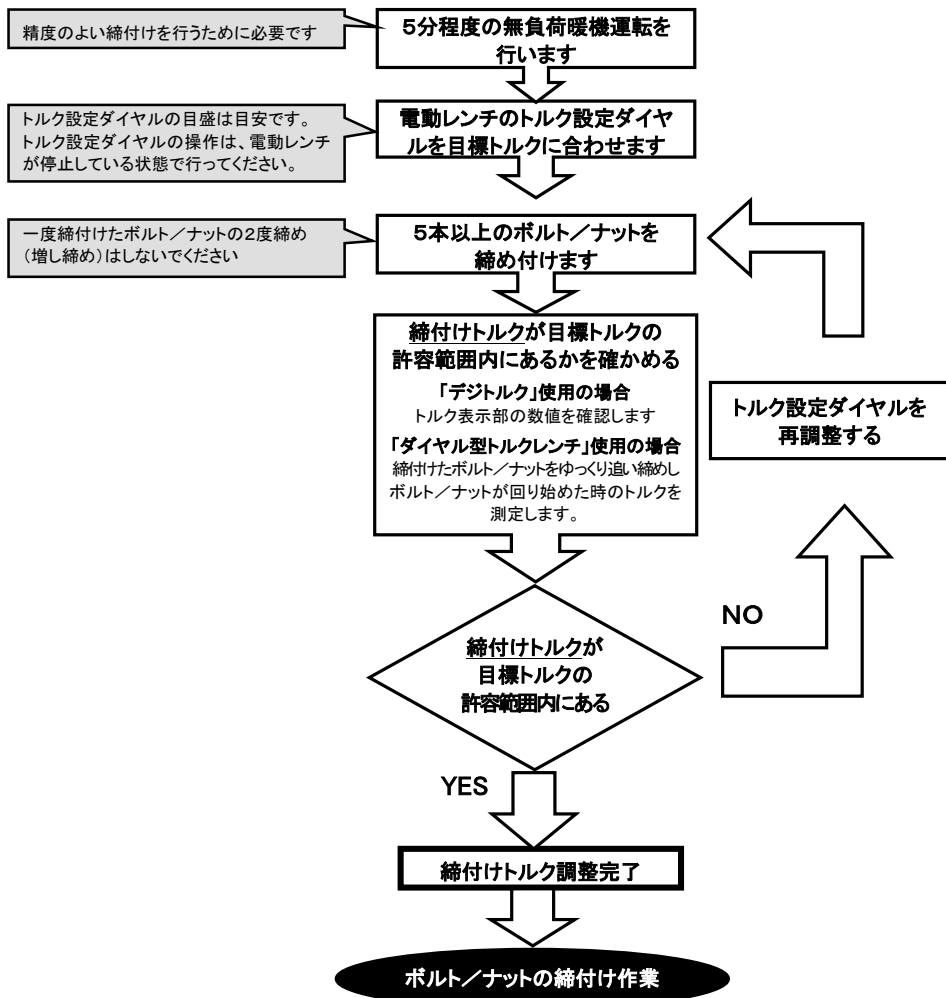 精度のよい締付けを行うために必要です
5分程度の無負荷暖機運転を
行います
トルク設定ダイヤルの目盛は目安です。
トルク設定ダイヤルの操作は、電動レンチ
が停止している状態で行ってください。
電動レンチのトルク設定ダイヤ
ルを目標トルクに合わせます
一度締付けたボルト／ナットの2度締め
（増し締め）はしないでください
5本以上のボルト／ナットを
締め付けます
締付けトルクが目標トルクの
許容範囲内にあるかを確かめる
「デジトルク」使用の場合
トルク表示部の数値を確認します
「ダイヤル型トルクレンチ」使用の場合
締付けたボルト／ナットをゆっくり追い締めし
ボルト／ナットが回り始めた時のトルクを
測定します。
トルク設定ダイヤルを
再調整する
締付けトルクが
目標トルクの
許容範囲内にある
NO
YES
締付けトルク調整完了
ボルト／ナットの締付け作業